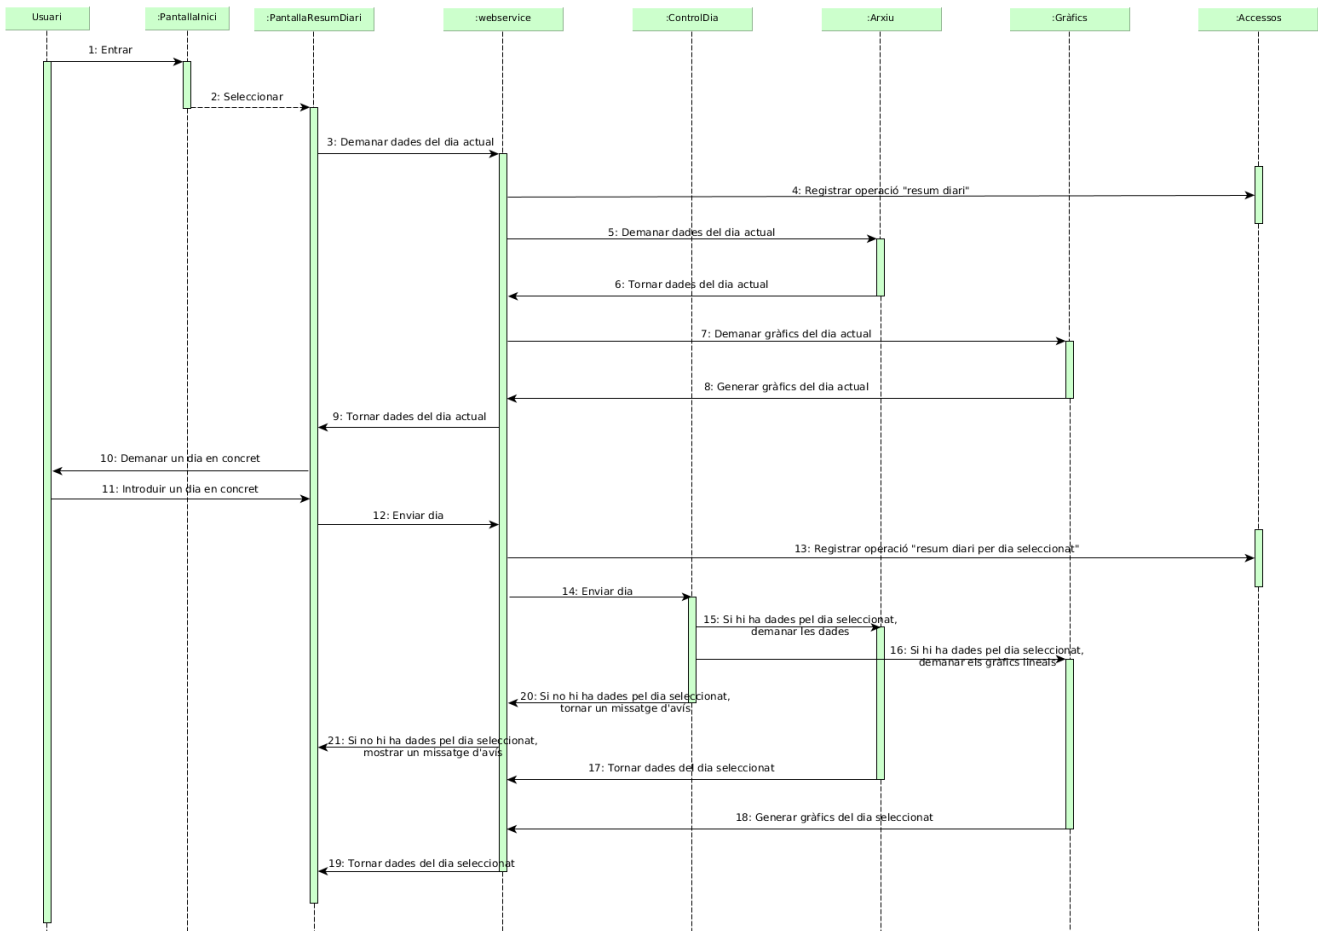 Usuari
:PantallaInici
:PantallaResumDiari
:webservice
:ControlDia
:Arxiu
:Gràfics
:Accessos
1: Entrar
2: Seleccionar
3: Demanar dades del dia actual
4: Registrar operació "resum diari"
5: Demanar dades del dia actual
6: Tornar dades del dia actual
7: Demanar gràfics del dia actual
8: Generar gràfics del dia actual
9: Tornar dades del dia actual
10: Demanar un dia en concret
11: Introduir un dia en concret
12: Enviar dia
13: Registrar operació "resum diari per dia seleccionat"
14: Enviar dia
15: Si hi ha dades pel dia seleccionat,
demanar les dades
16: Si hi ha dades pel dia seleccionat,
demanar els gràfics lineals
20: Si no hi ha dades pel dia seleccionat,
tornar un missatge d'avís
21: Si no hi ha dades pel dia seleccionat,
mostrar un missatge d'avís
17: Tornar dades del dia seleccionat
18: Generar gràfics del dia seleccionat
19: Tornar dades del dia seleccionat